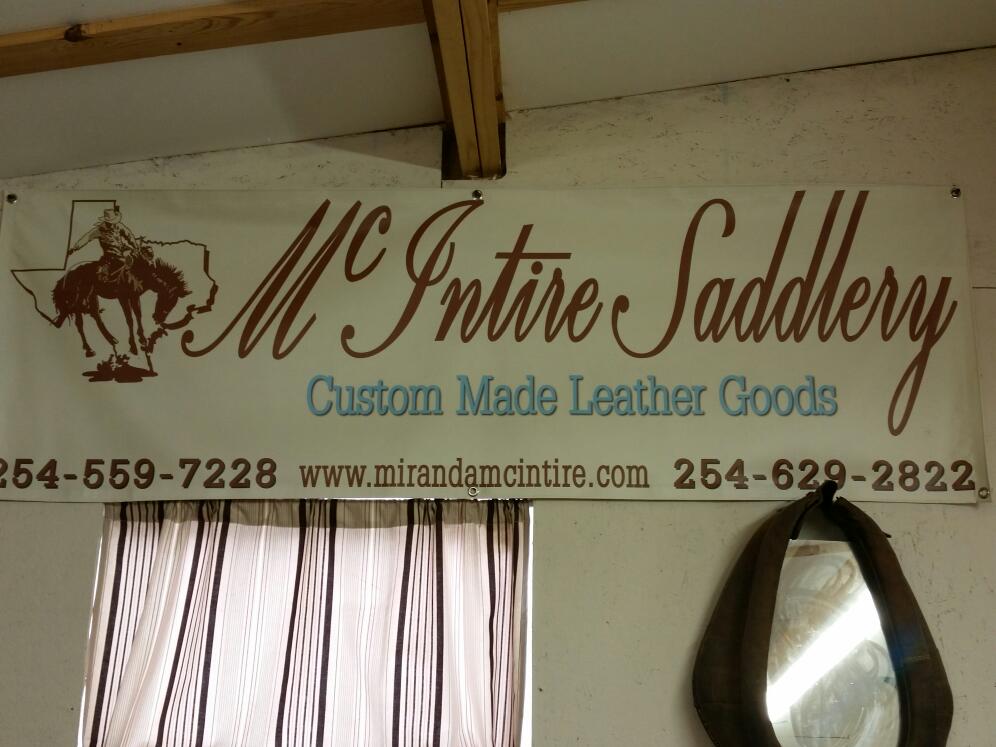 McIntire Saddlery
Custom Made Leather Goods
254-559-7228 www.mirandamcintire.com 254-629-2822